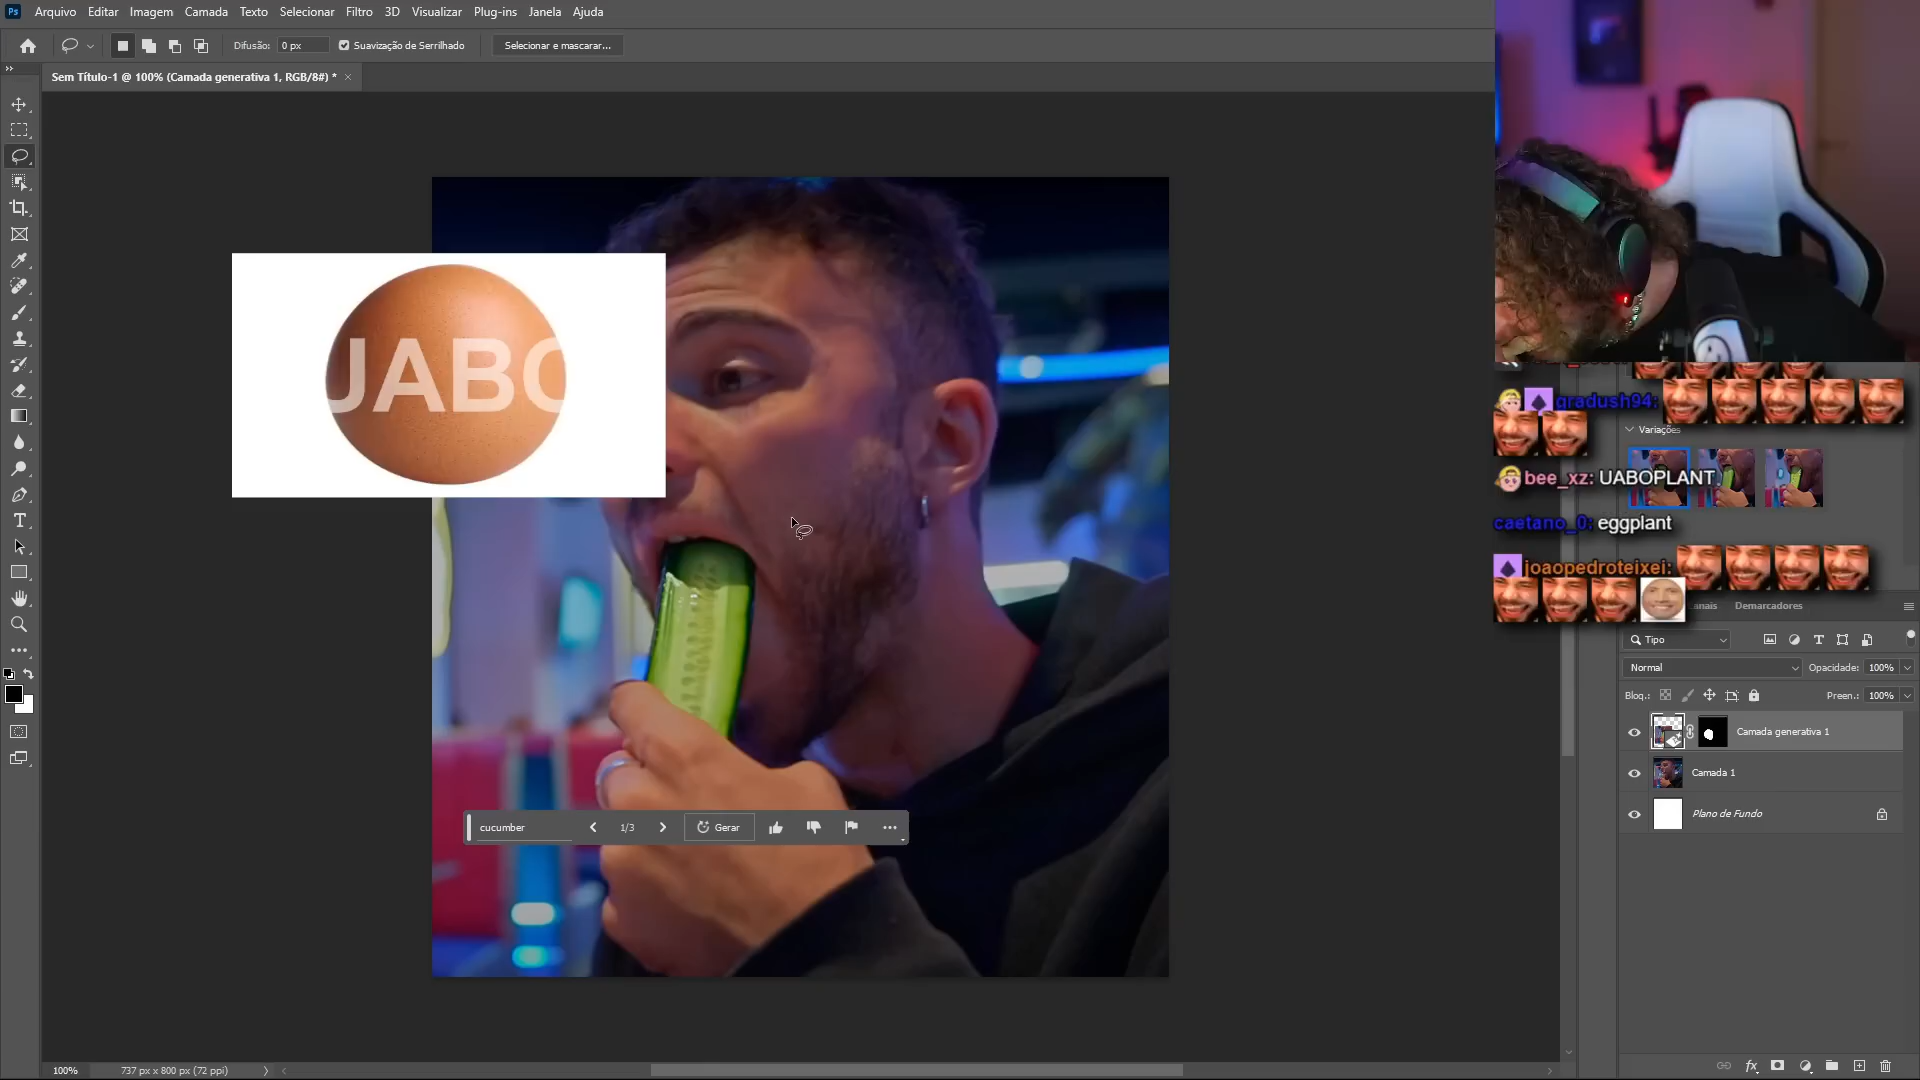 Ps Arquivo Editar Imagem Camada Texto Selecionar Filtro 3D Visualizar Plug-ins Janela Ajuda
Difusão: 0 px Suavização de Serrilhado Selecionar e mascarar...
Sem Título-1 @ 100% (Camada generativa 1, RGB/8#) * ×
UABO
gradush94:
Variações
bee_xz: UABOPLANT
caetano_0: eggplant
joaopedroteixei:
Demarcadores
Tipo
Normal Opacidade: 100%
Bloq.: Preen.: 100%
Camada generativa 1
Camada 1
Plano de Fundo
cucumber 1/3 Gerar
100% 737 px x 800 px (72 ppi)